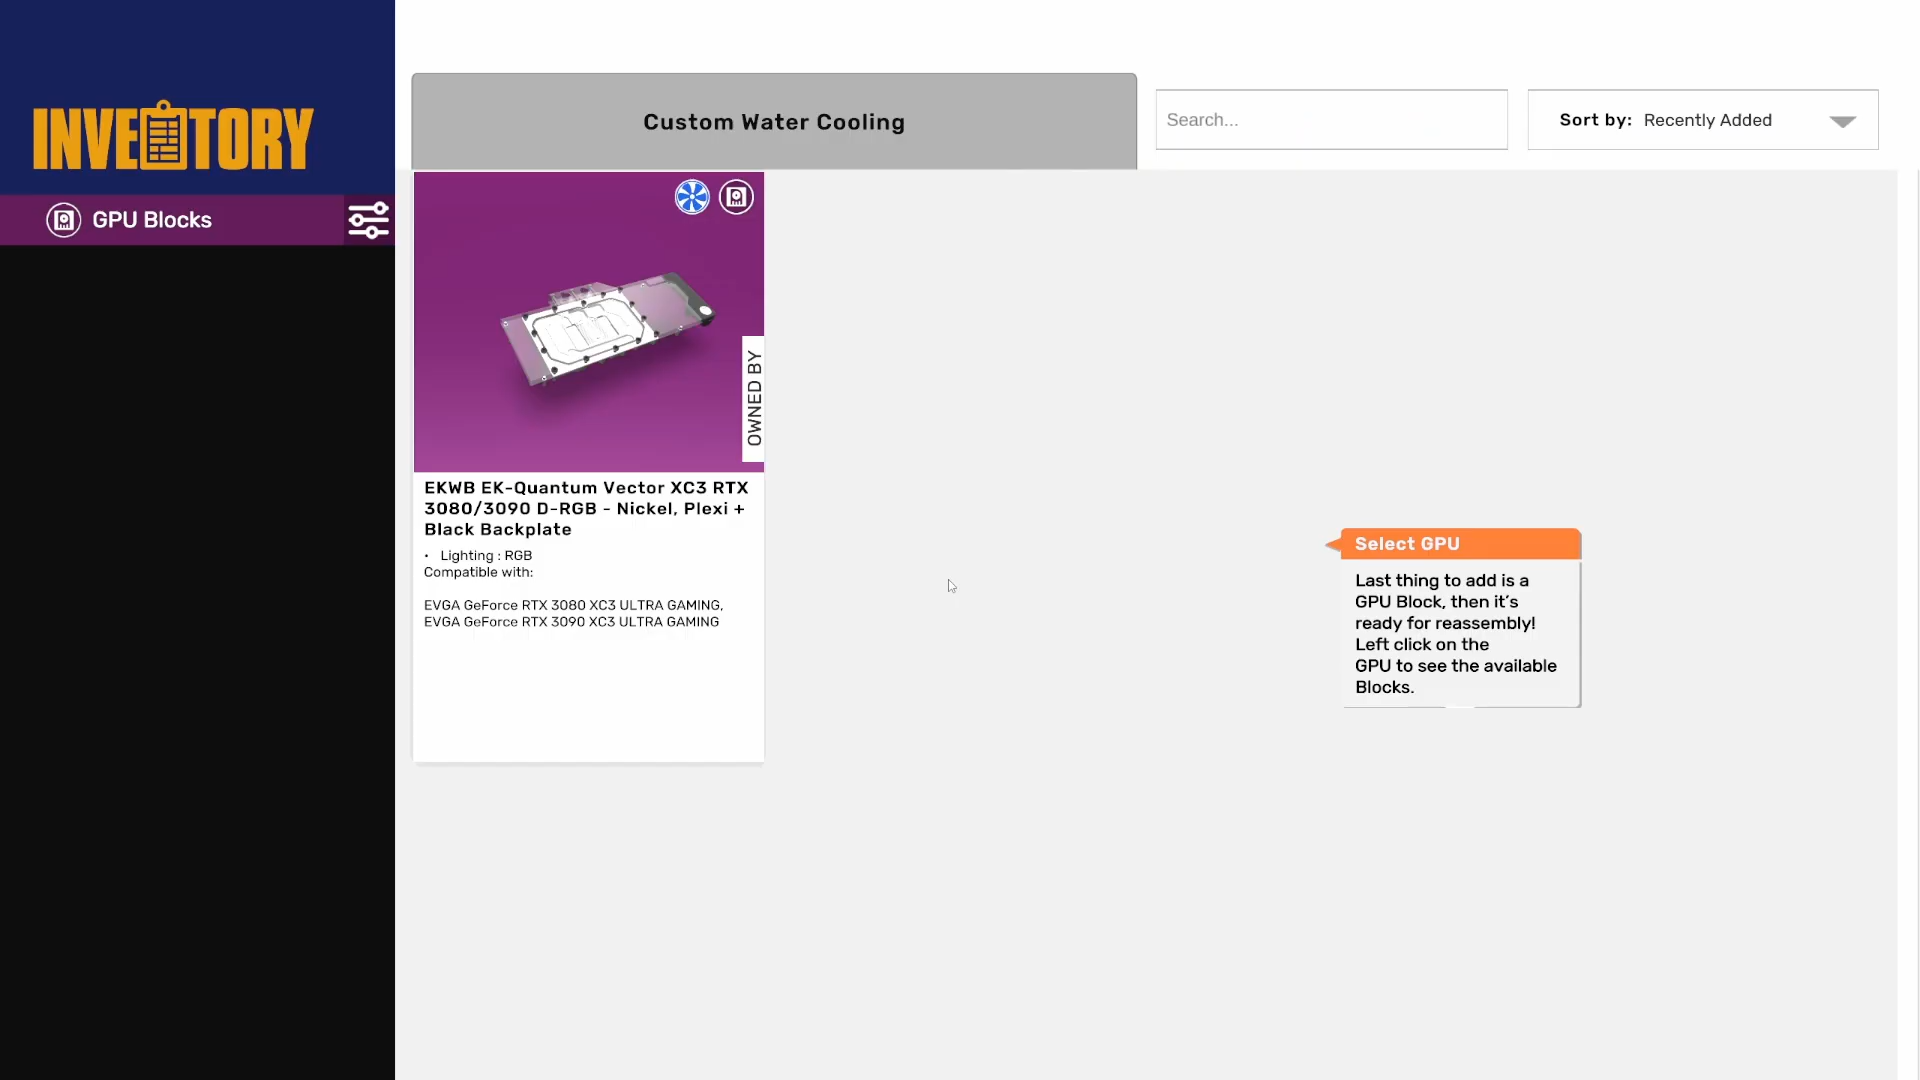 INVENTORY
GPU Blocks
Custom Water Cooling
Search...
Sort by: Recently Added
OWNED BY
EKWB EK-Quantum Vector XC3 RTX
3080/3090 D-RGB - Nickel, Plexi +
Black Backplate
• Lighting : RGB
Compatible with:
EVGA GeForce RTX 3080 XC3 ULTRA GAMING,
EVGA GeForce RTX 3090 XC3 ULTRA GAMING
Select GPU
Last thing to add is a
GPU Block, then it's
ready for reassembly!
Left click on the
GPU to see the available
Blocks.